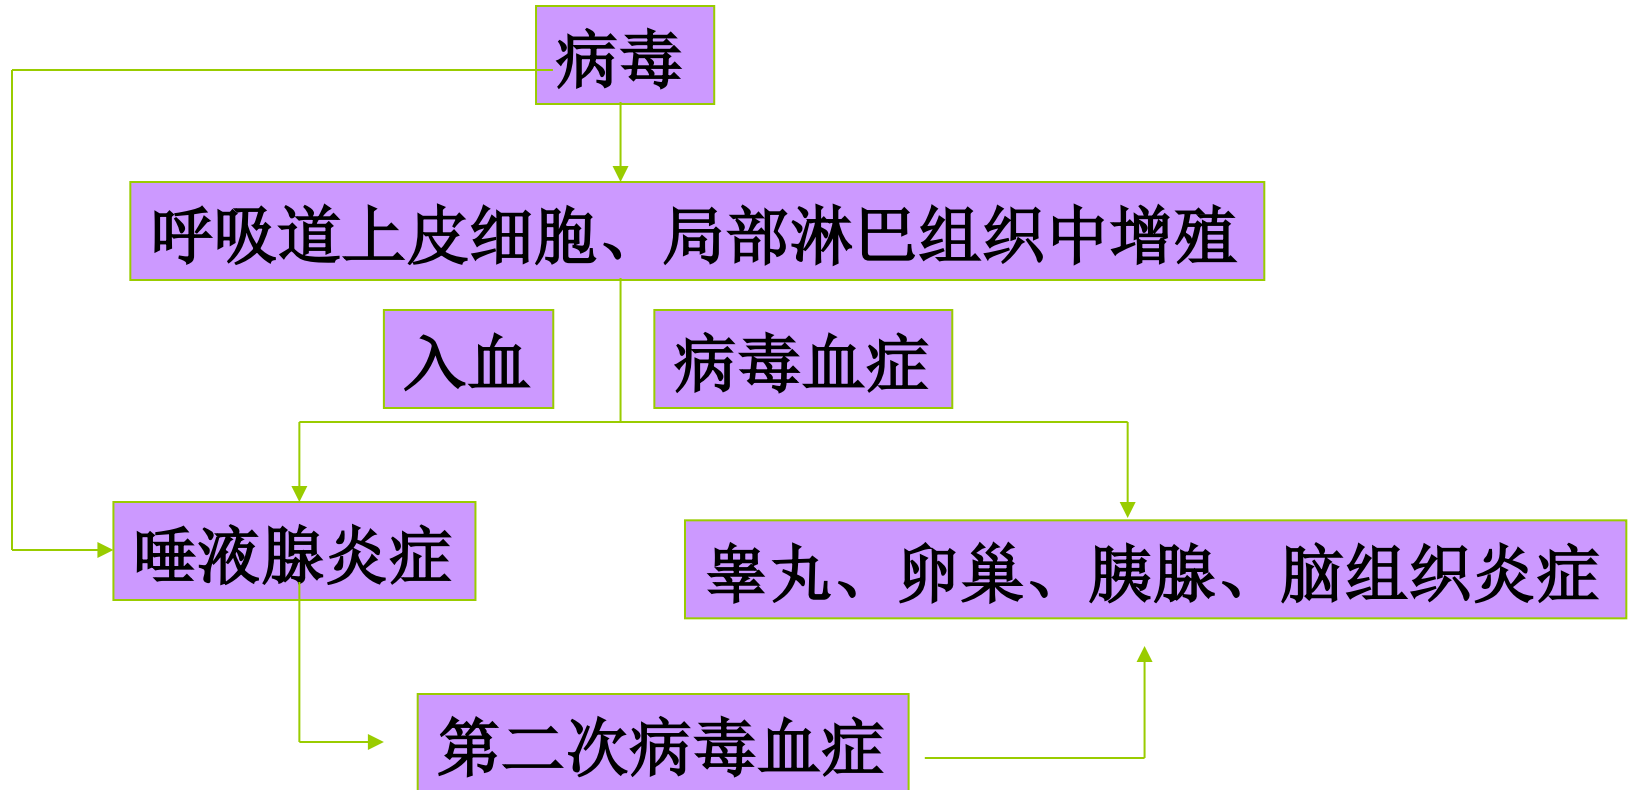 病毒
呼吸道上皮细胞、局部淋巴组织中增殖
入血
病毒血症
唾液腺炎症
睾丸、卵巢、胰腺、脑组织炎症
第二次病毒血症